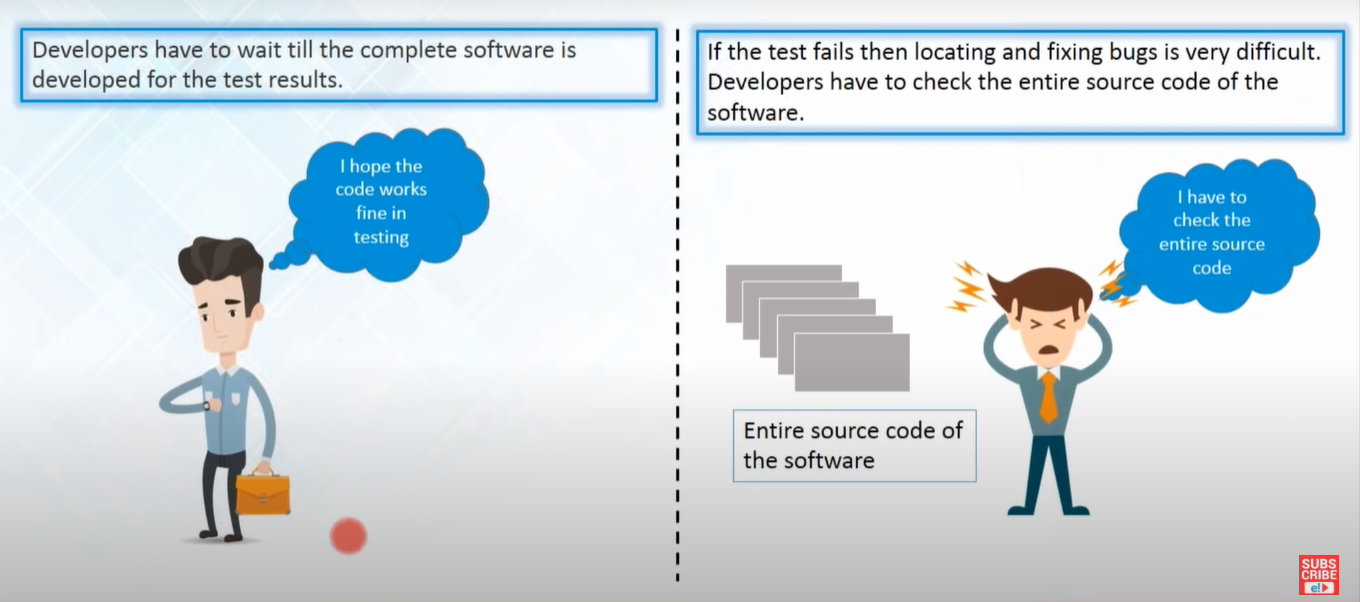 Developers have to wait till the complete software is
developed for the test results.
I hope the
code works
fine in
testing
If the test fails then locating and fixing bugs is very difficult.
Developers have to check the entire source code of the
software.
I have to
check the
entire source
code
Entire source code of
the software
SUBS
CRIBE
e!